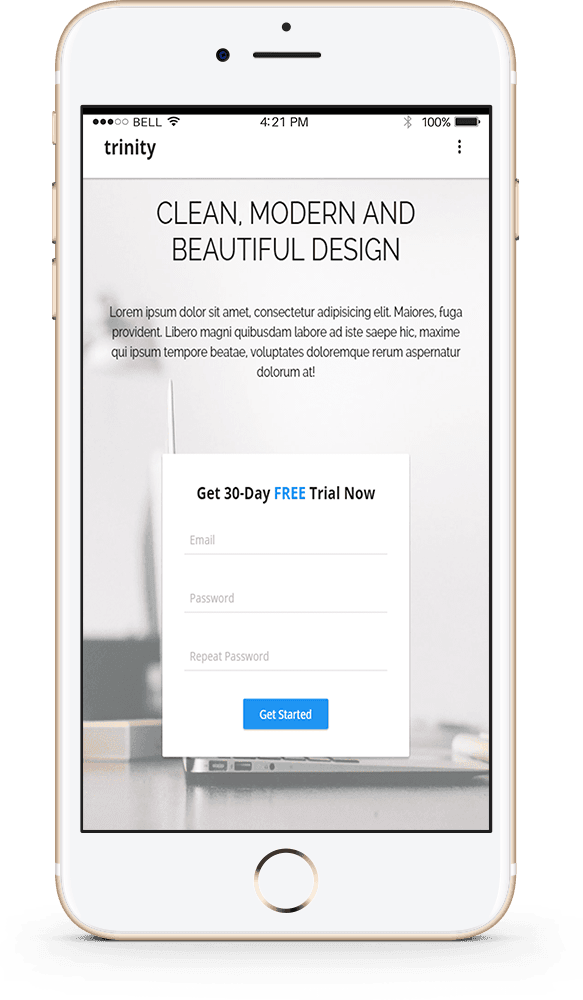 BELL 4:21 PM 100%
trinity
CLEAN, MODERN AND
BEAUTIFUL DESIGN
Lorem ipsum dolor sit amet, consectetur adipisicing elit. Maiores, fuga
provident. Libero magni quibusdam labore ad iste saepe hic, maxime
qui ipsum tempore beatae, voluptates doloremque rerum aspernatur
dolorum at!
Get 30-Day FREE Trial Now
Email
Password
Repeat Password
Get Started